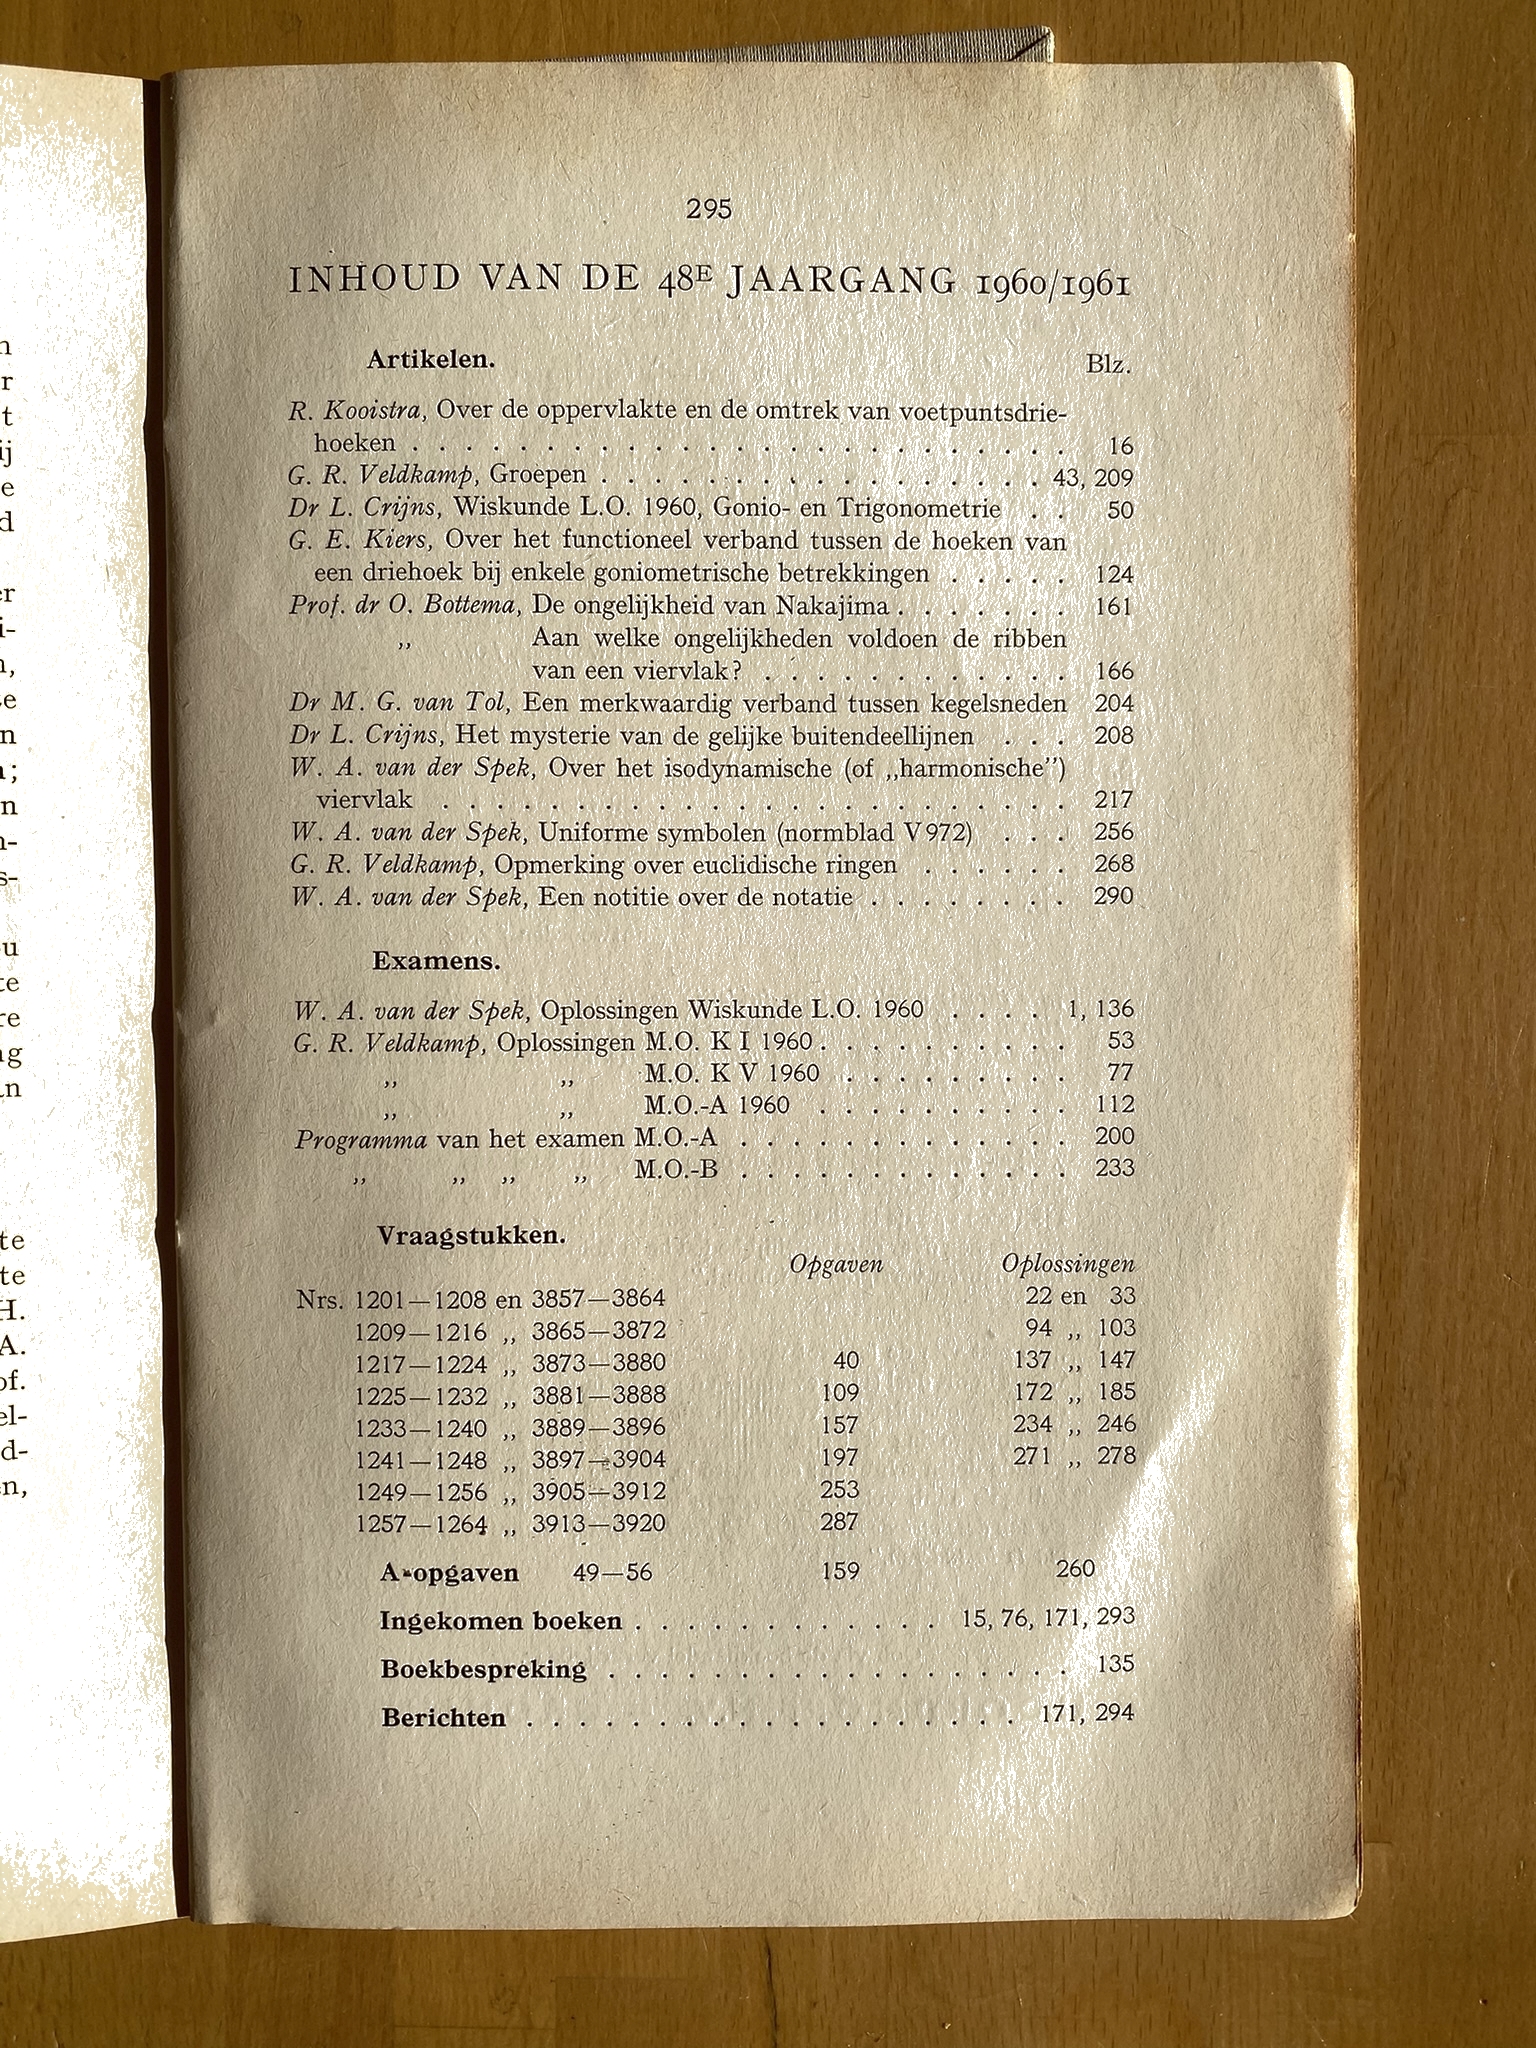 295
INHOUD VAN DE 48E JAARGANG 1960/1961
Artikelen. Blz.
R. Kooistra, Over de oppervlakte en de omtrek van voetpuntsdrie-
hoeken . . . . . . . . . . . . . . . . . . . . . . . . . 16
G. R. Veldkamp, Groepen . . . . . . . . . . . . . . . . . 43, 209
Dr L. Crijns, Wiskunde L.O. 1960, Gonio- en Trigonometrie . . 50
G. E. Kiers, Over het functioneel verband tussen de hoeken van
een driehoek bij enkele goniometrische betrekkingen . . . . . 124
Prof. dr O. Bottema, De ongelijkheid van Nakajima . . . . . . . 161
,, Aan welke ongelijkheden voldoen de ribben
van een viervlak? . . . . . . . . . . . . 166
Dr M. G. van Tol, Een merkwaardig verband tussen kegelsneden 204
Dr L. Crijns, Het mysterie van de gelijke buitendeellijnen . . . 208
W. A. van der Spek, Over het isodynamische (of ,,harmonische”)
viervlak . . . . . . . . . . . . . . . . . . . . . . . . 217
W. A. van der Spek, Uniforme symbolen (normblad V 972) . . . 256
G. R. Veldkamp, Opmerking over euclidische ringen . . . . . . 268
W. A. van der Spek, Een notitie over de notatie . . . . . . . . 290
Examens.
W. A. van der Spek, Oplossingen Wiskunde L.O. 1960 . . . . 1, 136
G. R. Veldkamp, Oplossingen M.O. K I 1960 . . . . . . . . . . 53
,, ,, M.O. K V 1960 . . . . . . . . . 77
,, ,, M.O.-A 1960 . . . . . . . . . . 112
Programma van het examen M.O.-A . . . . . . . . . . . . . 200
,, ,, ,, ,, M.O.-B . . . . . . . . . . . . . 233
Vraagstukken.
Opgaven Oplossingen
Nrs. 1201—1208 en 3857—3864 22 en 33
1209—1216 ,, 3865—3872 94 ,, 103
1217—1224 ,, 3873—3880 40 137 ,, 147
1225—1232 ,, 3881—3888 109 172 ,, 185
1233—1240 ,, 3889—3896 157 234 ,, 246
1241—1248 ,, 3897—3904 197 271 ,, 278
1249—1256 ,, 3905—3912 253
1257—1264 ,, 3913—3920 287
A-opgaven 49—56 159 260
Ingekomen boeken . . . . . . . . . . . . 15, 76, 171, 293
Boekbespreking . . . . . . . . . . . . . . . . . . 135
Berichten . . . . . . . . . . . . . . . . . . . 171, 294